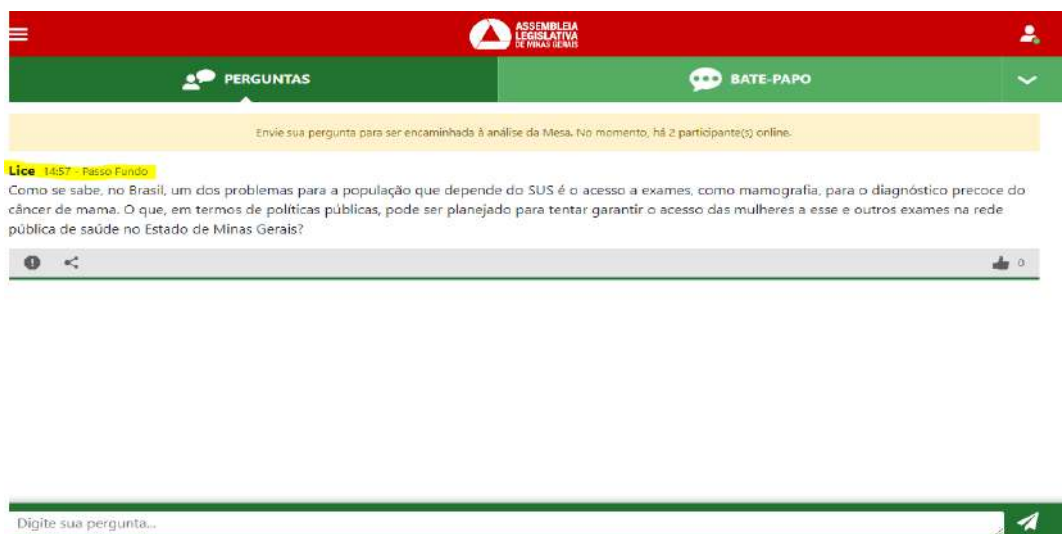 ASSEMBLEIA
LEGISLATIVA
DE MINAS GERAIS
PERGUNTAS
BATE-PAPO
Envie sua pergunta para ser encaminhada à análise da Mesa. No momento, há 2 participante(s) online.
Lice 14:57 - Passo Fundo
Como se sabe, no Brasil, um dos problemas para a população que depende do SUS é o acesso a exames, como mamografia, para o diagnóstico precoce do
câncer de mama. O que, em termos de políticas públicas, pode ser planejado para tentar garantir o acesso das mulheres a esse e outros exames na rede
pública de saúde no Estado de Minas Gerais?
0
Digite sua pergunta...